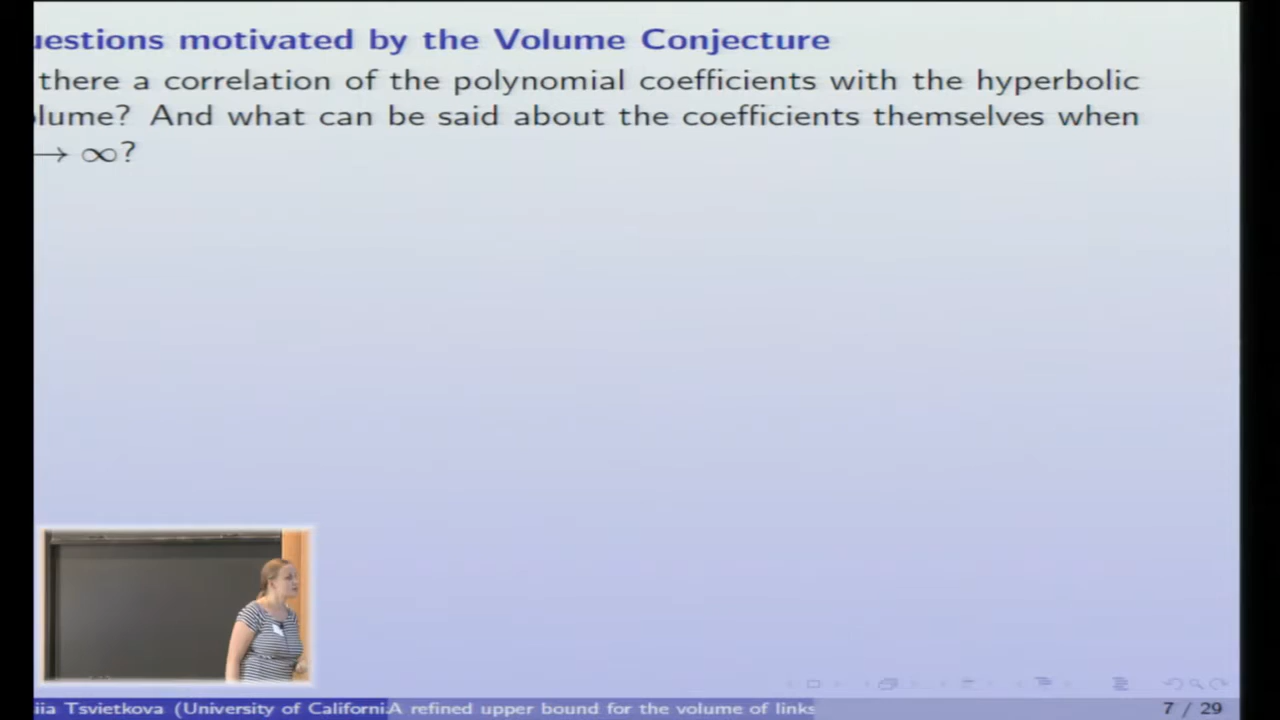 uestions motivated by the Volume Conjecture
there a correlation of the polynomial coefficients with the hyperbolic
lume? And what can be said about the coefficients themselves when
→ ∞?
iia Tsvietkova (University of Californi. A refined upper bound for the volume of links 7 / 29